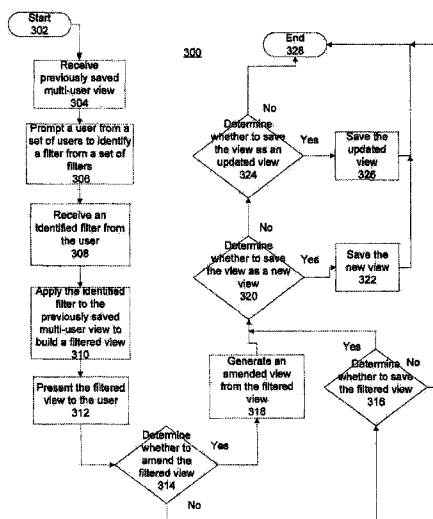 Start
302
300
Receive
previously saved
multi-user view
304
Prompt a user from a
set of users to identify
a filter from a set of
filters
306
Receive an
identified filter from
the user
308
Apply the identified
filter to the
previously saved
multi-user view to
build a filtered view
310
Present the filtered
view to the user
312
Determine
whether to
amend the
filtered view
314
Yes
No
Generate an
amended view
from the filtered
view
318
Yes
No
Determine
whether to save
the filtered view
316
No
Determine
whether to save
the view as a new
view
320
Yes
Save the
new view
322
No
Determine
whether to save
the view as an
updated view
324
Yes
Save the
updated
view
326
End
328